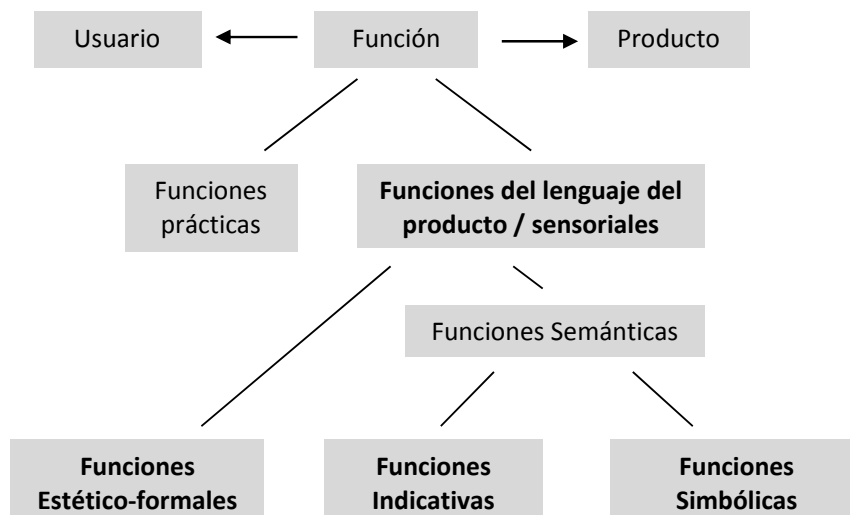 Usuario
Función
Producto
Funciones
prácticas
Funciones del lenguaje del
producto / sensoriales
Funciones Semánticas
Funciones
Estético-formales
Funciones
Indicativas
Funciones
Simbólicas